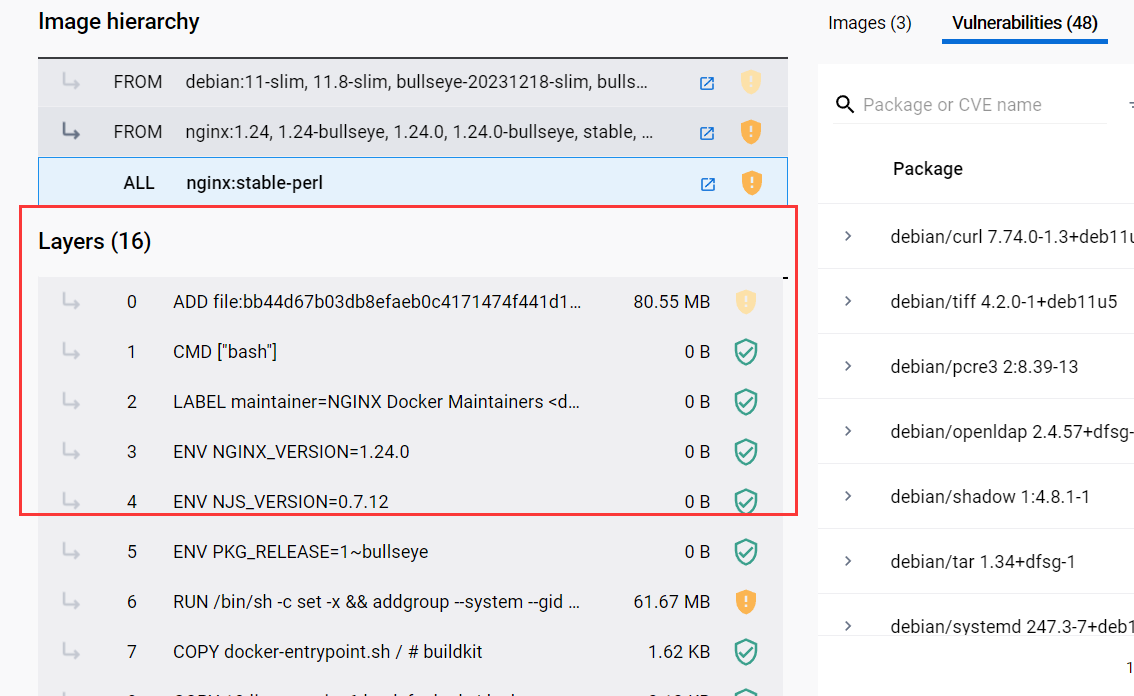 Image hierarchy
FROM debian:11-slim, 11.8-slim, bullseye-20231218-slim, bulls...
FROM nginx:1.24, 1.24-bullseye, 1.24.0, 1.24.0-bullseye, stable, ...
ALL nginx:stable-perl
Layers (16)
0 ADD file:bb44d67b03db8efaeb0c4171474f441d1... 80.55 MB
1 CMD ["bash"] 0 B
2 LABEL maintainer=NGINX Docker Maintainers <d... 0 B
3 ENV NGINX_VERSION=1.24.0 0 B
4 ENV NJS_VERSION=0.7.12 0 B
5 ENV PKG_RELEASE=1~bullseye 0 B
6 RUN /bin/sh -c set -x && addgroup --system --gid ... 61.67 MB
7 COPY docker-entrypoint.sh / # buildkit 1.62 KB
Images (3) Vulnerabilities (48)
Package or CVE name
Package
debian/curl 7.74.0-1.3+deb11u
debian/tiff 4.2.0-1+deb11u5
debian/pcre3 2:8.39-13
debian/openldap 2.4.57+dfsg-
debian/shadow 1:4.8.1-1
debian/tar 1.34+dfsg-1
debian/systemd 247.3-7+deb1
1